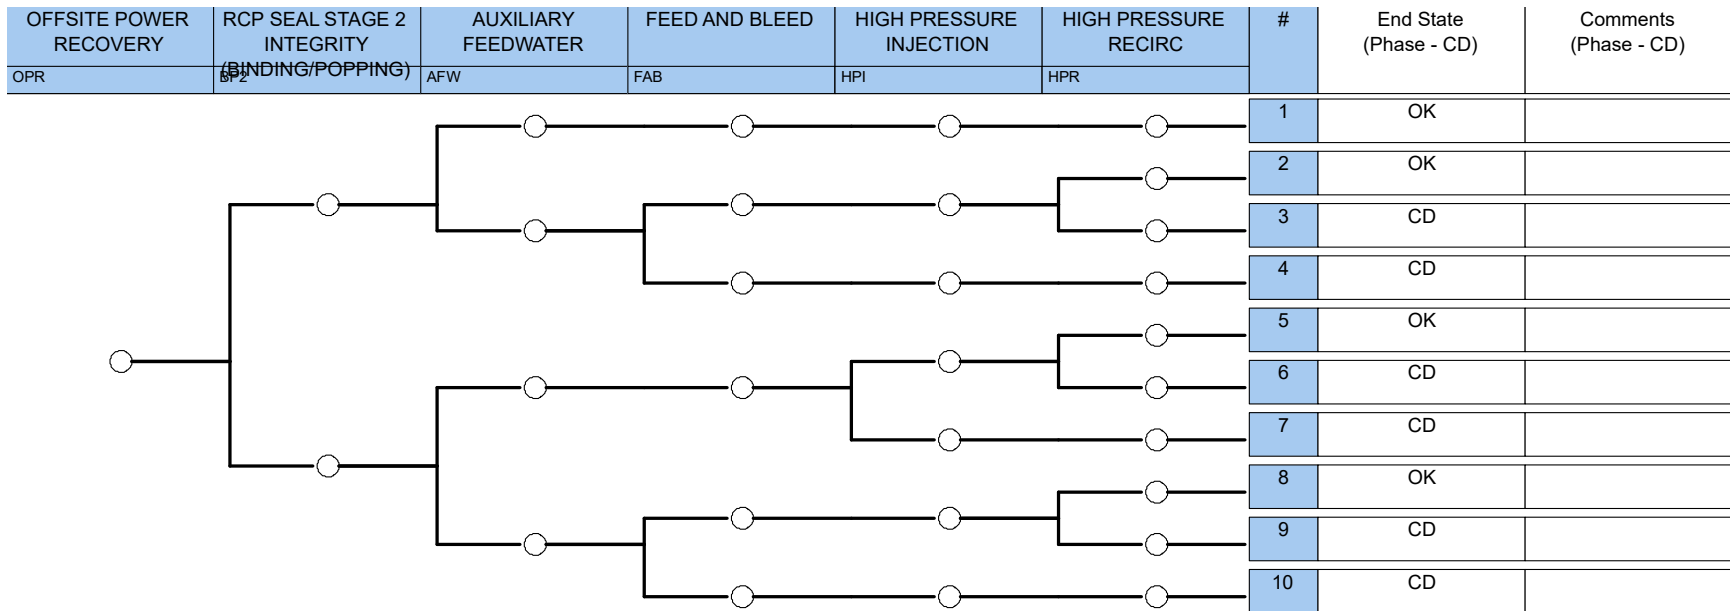 OFFSITE POWER
RECOVERY
OPR
RCP SEAL STAGE 2
INTEGRITY
(BINDING/POPPING)
BP2
AUXILIARY
FEEDWATER
AFW
FEED AND BLEED
FAB
HIGH PRESSURE
INJECTION
HPI
HIGH PRESSURE
RECIRC
HPR
#
End State
(Phase - CD)
Comments
(Phase - CD)
1 OK
2 OK
3 CD
4 CD
5 OK
6 CD
7 CD
8 OK
9 CD
10 CD